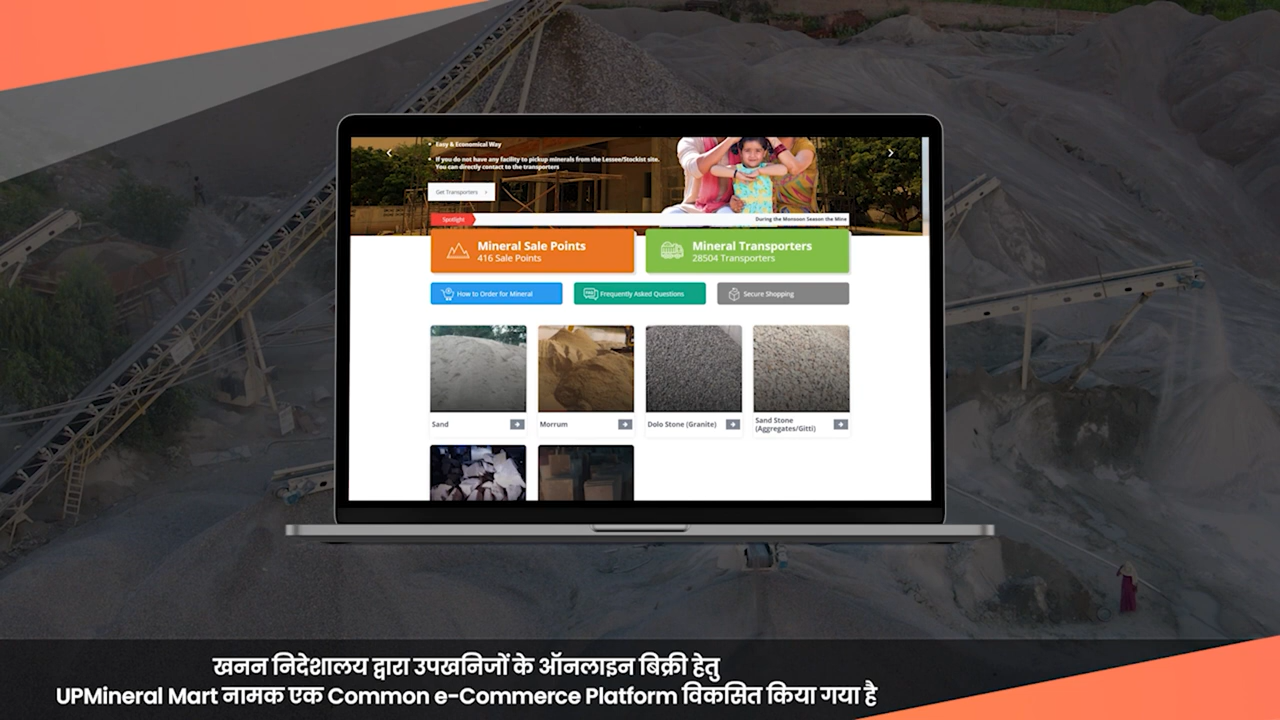 Easy & Economical Way
If you do not have any facility to pickup minerals from the Lessee/Stockist site.
You can directly contact to the transporters
Get Transporters
Spotlight
During the Monsoon Season the Mine
Mineral Sale Points
416 Sale Points
Mineral Transporters
28504 Transporters
How to Order for Mineral
FAQ
Frequently Asked Questions
Secure Shopping
Sand
Morrum
Dolo Stone (Granite)
Sand Stone
(Aggregates/Gitti)
खनन निदेशालय द्वारा उपखनिजों के ऑनलाइन बिक्री हेतु
UPMineral Mart नामक एक Common e-Commerce Platform विकसित किया गया है